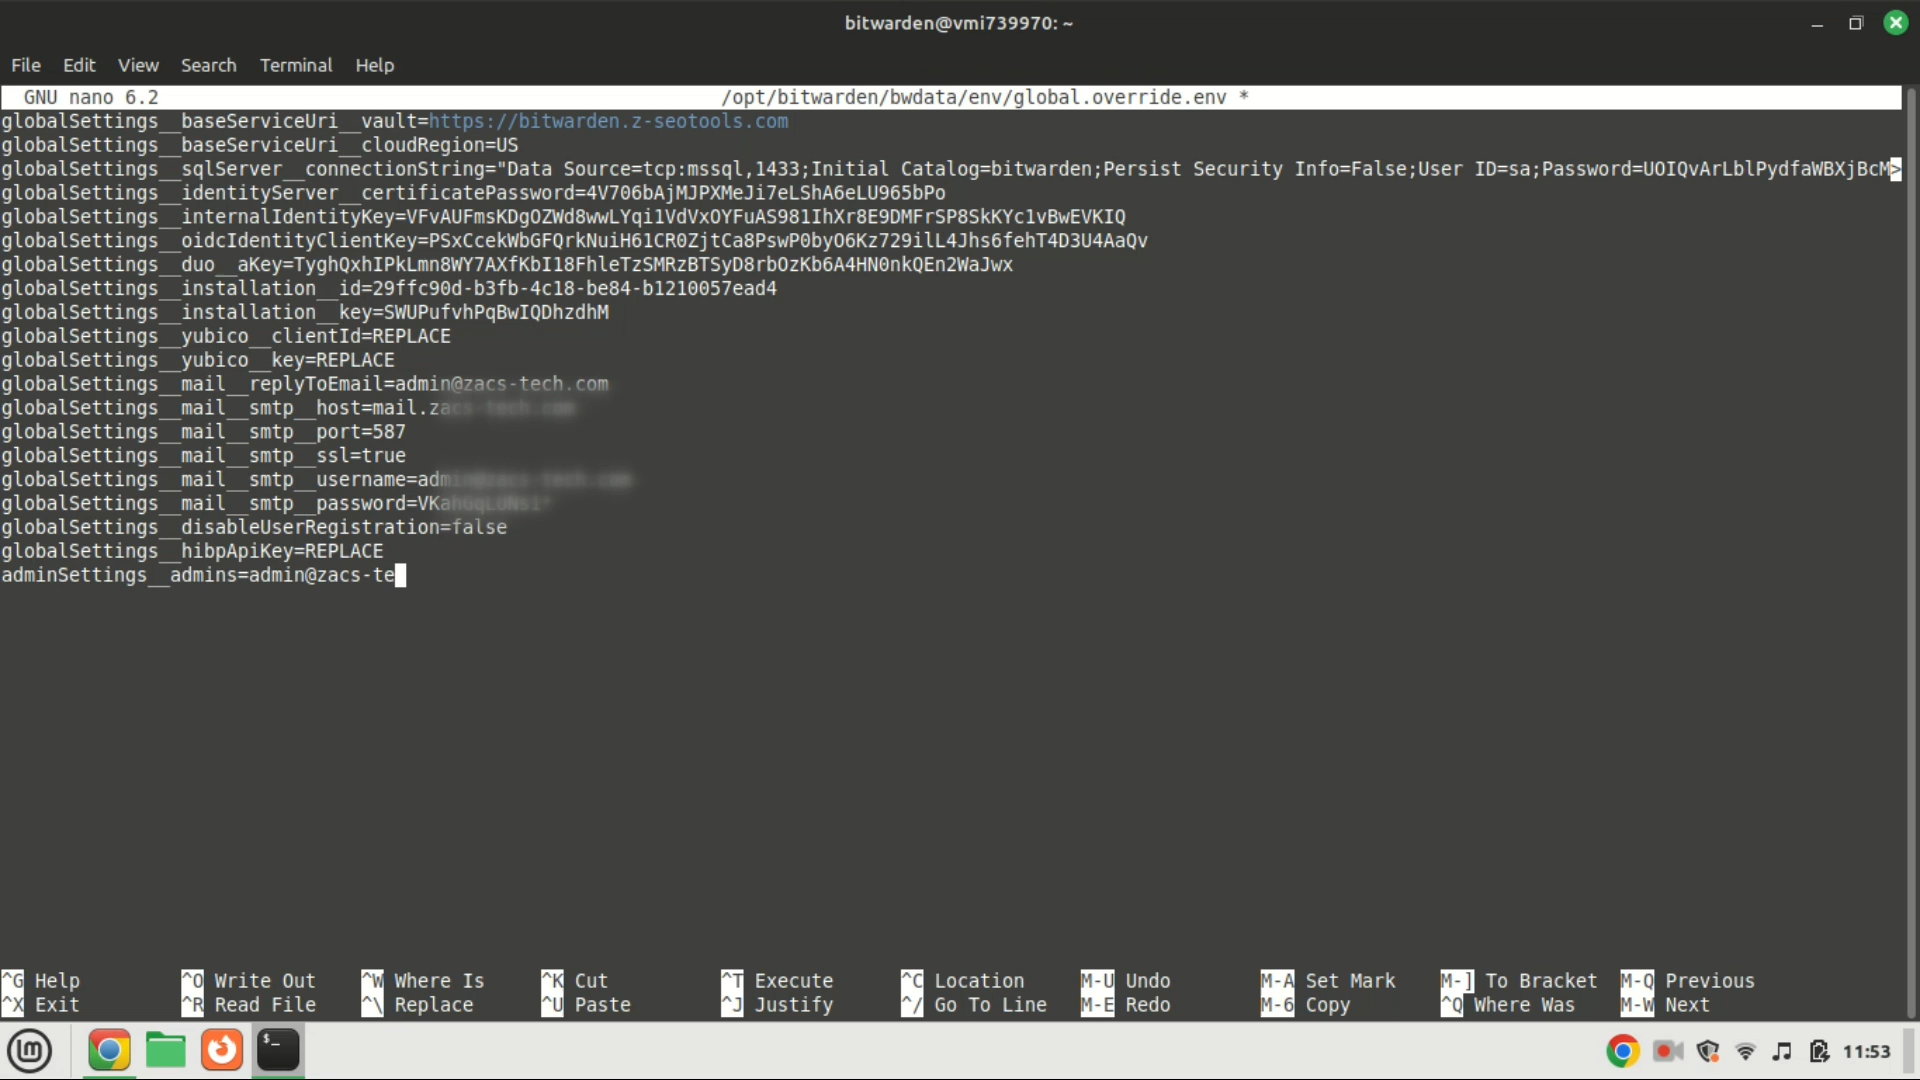 bitwarden@vmi739970: ~
File Edit View Search Terminal Help
GNU nano 6.2 /opt/bitwarden/bwdata/env/global.override.env *
globalSettings__baseServiceUri__vault=https://bitwarden.z-seotools.com
globalSettings__baseServiceUri__cloudRegion=US
globalSettings__sqlServer__connectionString="Data Source=tcp:mssql,1433;Initial Catalog=bitwarden;Persist Security Info=False;User ID=sa;Password=UOIQvArLblPydfaWBXjBcM>
globalSettings__identityServer__certificatePassword=4V706bAjMJPXMeJi7eLShA6eLU965bPo
globalSettings__internalIdentityKey=VFvAUFmsKDgOZWd8wwLYqi1VdVxOYFuAS981IhXr8E9DMFrSP8SkKYc1vBwEVKIQ
globalSettings__oidcIdentityClientKey=PSxCcekWbGFQrkNuiH61CR0ZjtCa8PswP0byO6Kz729ilL4Jhs6fehT4D3U4AaQv
globalSettings__duo__aKey=TyghQxhIPkLmn8WY7AXfKbI18FhleTzSMRzBTSyD8rbOzKb6A4HN0nkQEn2WaJwx
globalSettings__installation__id=29ffc90d-b3fb-4c18-be84-b1210057ead4
globalSettings__installation__key=SWUPufvhPqBwIQDhzdhM
globalSettings__yubico__clientId=REPLACE
globalSettings__yubico__key=REPLACE
globalSettings__mail__replyToEmail=admin@zacs-tech.com
globalSettings__mail__smtp__host=mail.za
globalSettings__mail__smtp__port=587
globalSettings__mail__smtp__ssl=true
globalSettings__mail__smtp__username=ad
globalSettings__mail__smtp__password=VK
globalSettings__disableUserRegistration=false
globalSettings__hibpApiKey=REPLACE
adminSettings__admins=admin@zacs-te
^G Help ^O Write Out ^W Where Is ^K Cut ^T Execute ^C Location M-U Undo M-A Set Mark M-] To Bracket M-Q Previous
^X Exit ^R Read File ^\ Replace ^U Paste ^J Justify ^/ Go To Line M-E Redo M-6 Copy ^Q Where Was M-W Next
11:53